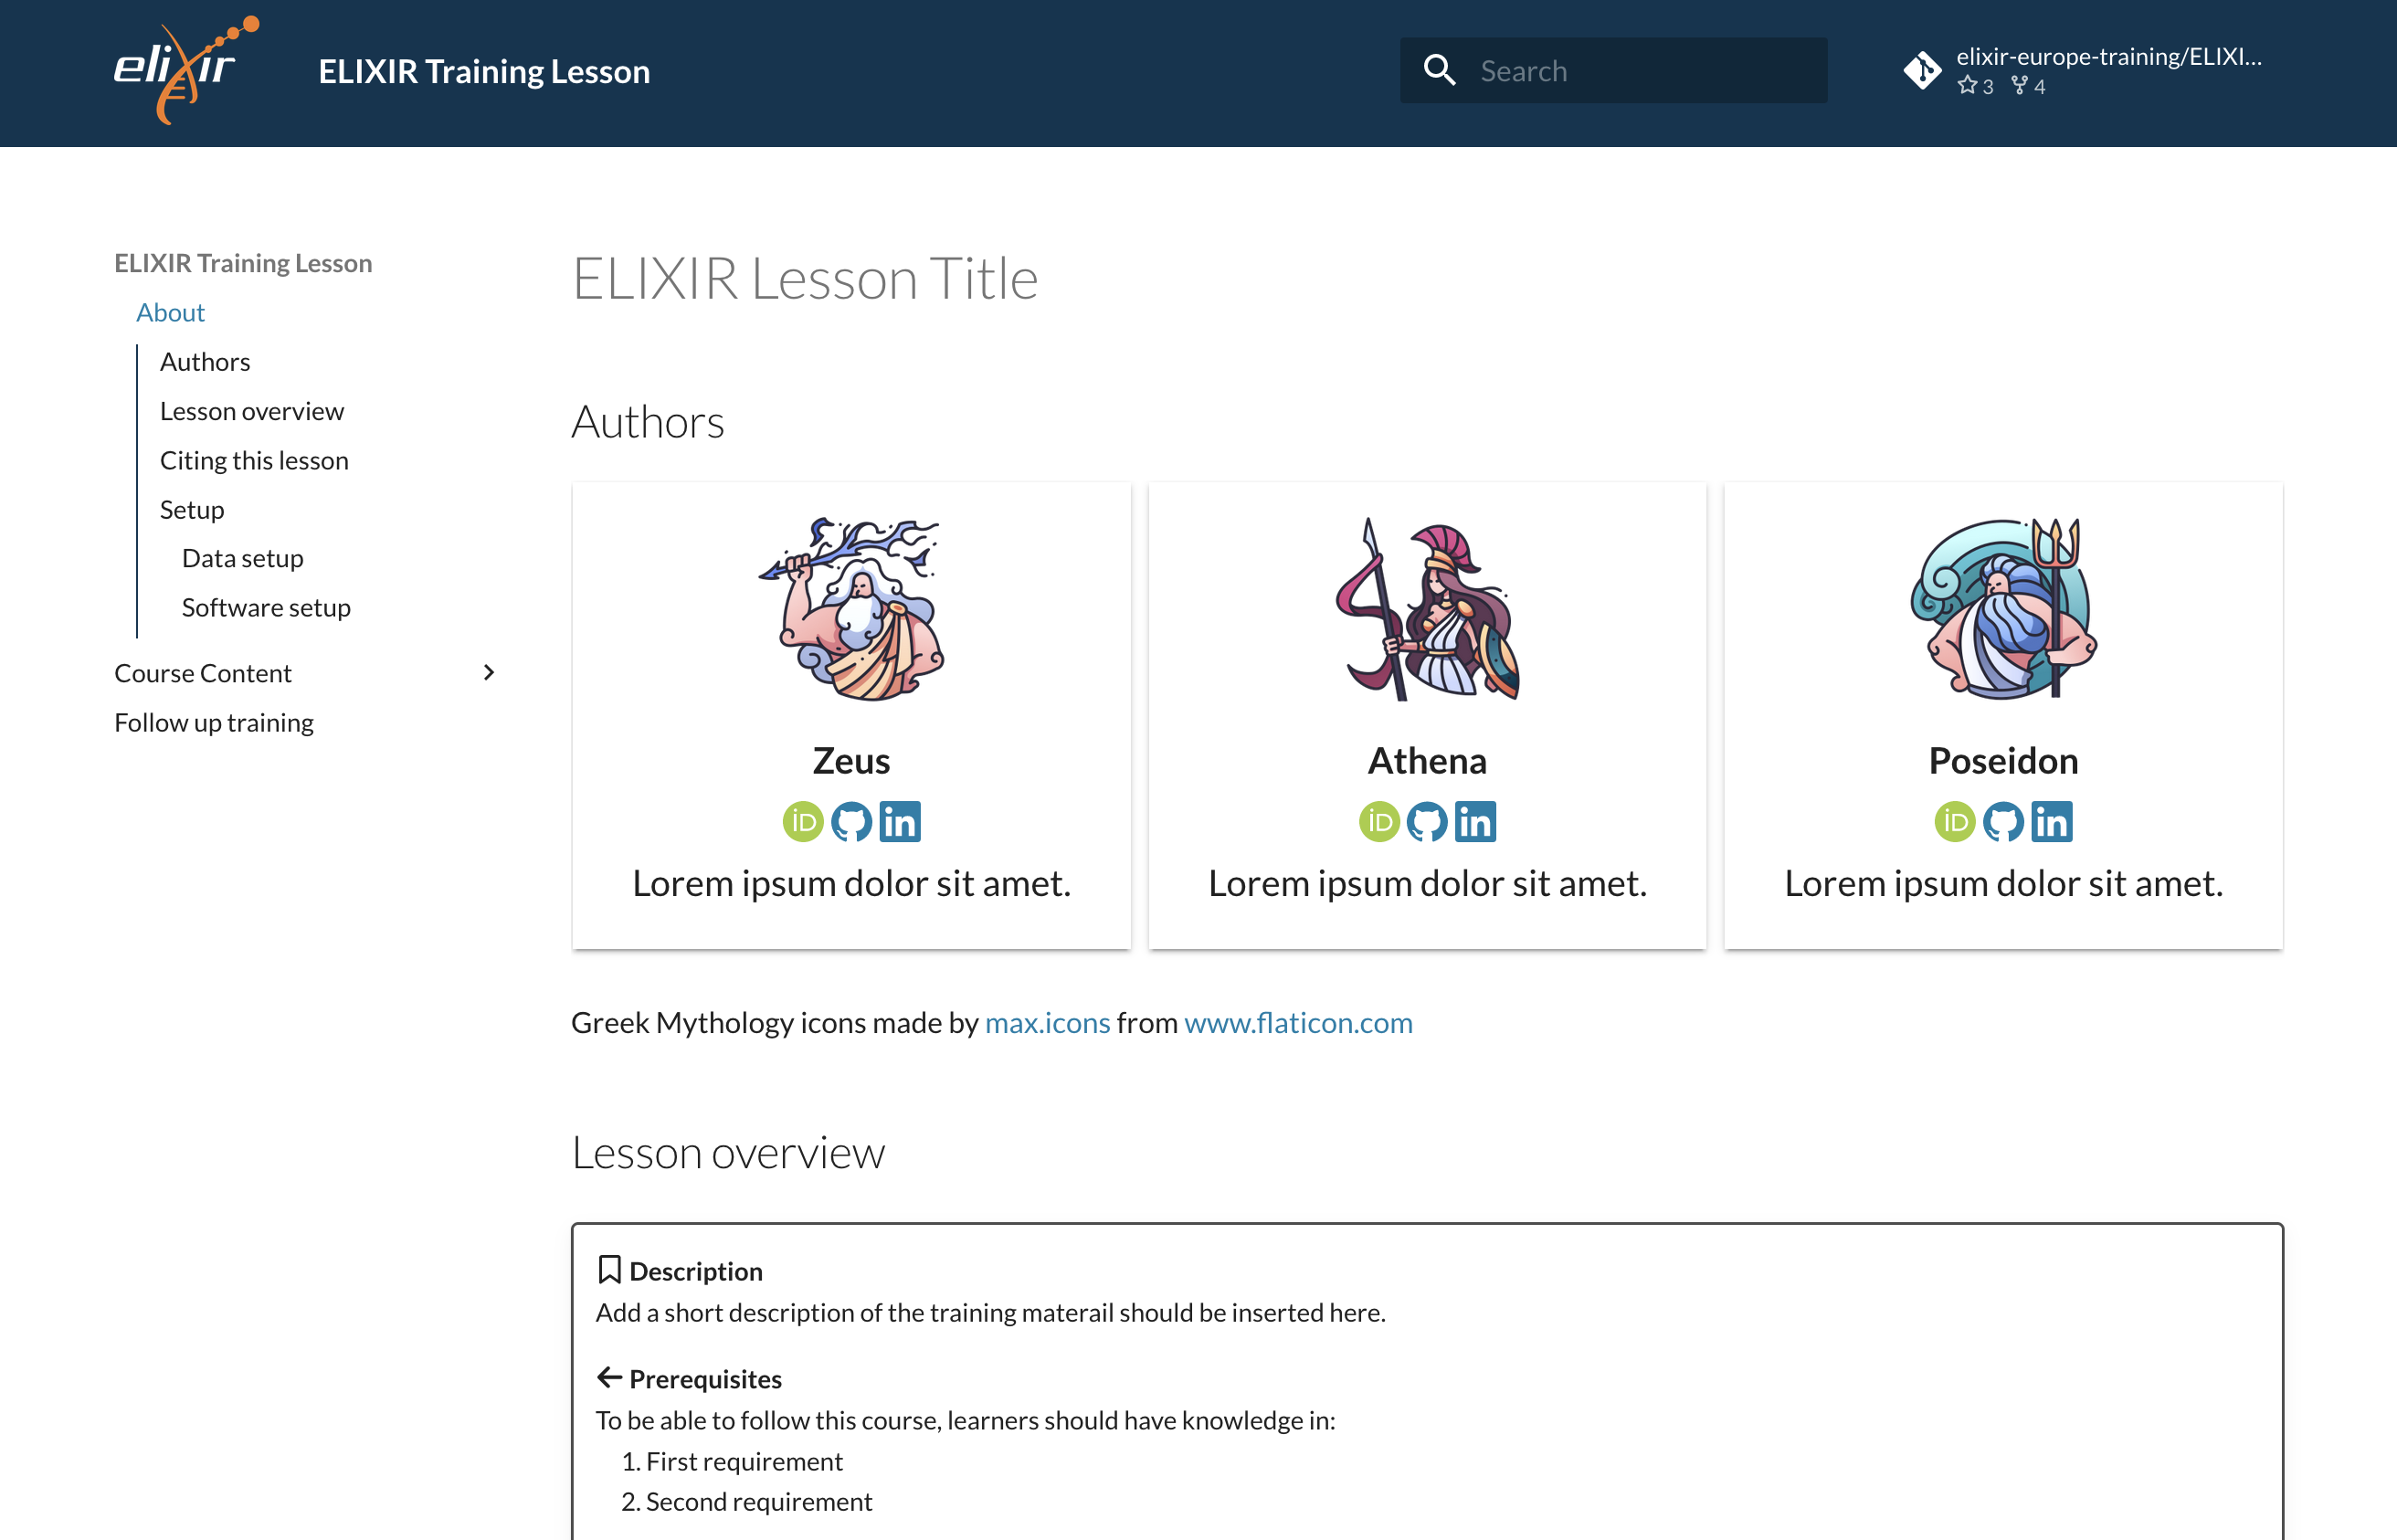 elixir
ELIXIR Training Lesson
Search
elixir-europe-training/ELIXI...
3 4
ELIXIR Training Lesson
About
Authors
Lesson overview
Citing this lesson
Setup
Data setup
Software setup
Course Content
Follow up training
ELIXIR Lesson Title
Authors
Zeus
iD in
Lorem ipsum dolor sit amet.
Athena
iD in
Lorem ipsum dolor sit amet.
Poseidon
iD in
Lorem ipsum dolor sit amet.
Greek Mythology icons made by max.icons from www.flaticon.com
Lesson overview
Description
Add a short description of the training materail should be inserted here.
Prerequisites
To be able to follow this course, learners should have knowledge in:
1. First requirement
2. Second requirement